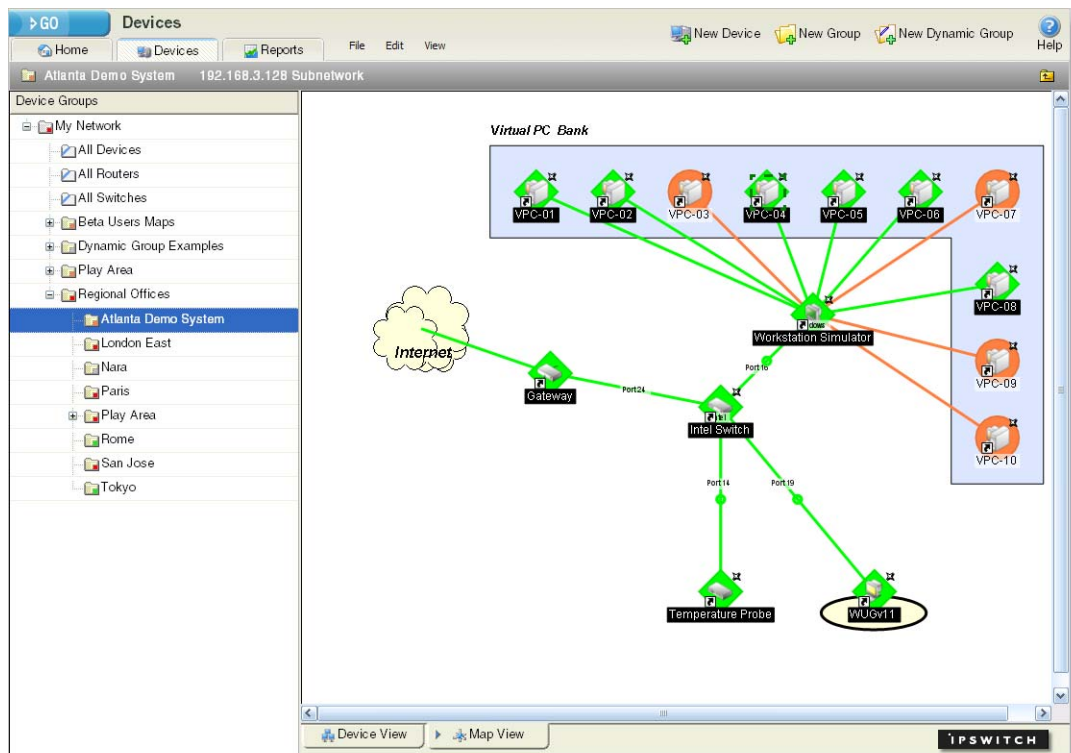 GO
Devices
Home
Devices
Reports
File Edit View
New Device
New Group
New Dynamic Group
Help
Atlanta Demo System 192.168.3.128 Subnetwork
Device Groups
My Network
All Devices
All Routers
All Switches
Beta Users Maps
Dynamic Group Examples
Play Area
Regional Offices
Atlanta Demo System
London East
Nara
Paris
Play Area
Rome
San Jose
Tokyo
Virtual PC Bank
VPC-01
VPC-02
VPC-03
VPC-04
VPC-05
VPC-06
VPC-07
VPC-08
Workstation Simulator
Internet
VPC-09
Port16
Gateway
Port24
Intel Switch
VPC-10
Port14
Port19
Temperature Probe
WUGv11
Device View
Map View
IPSWITCH